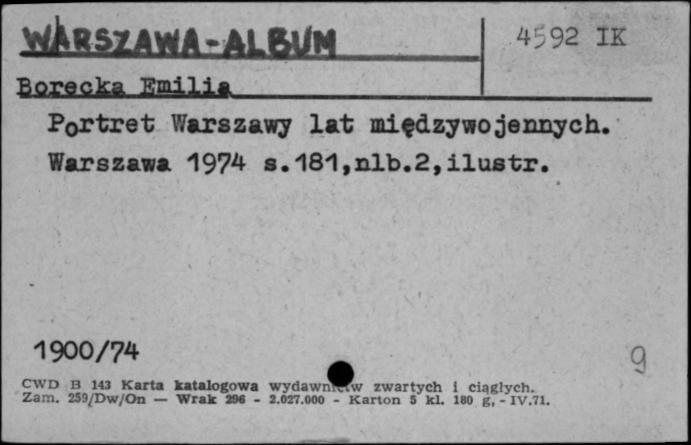 WARSZAWA-ALBUM
4592 IK
Borecka Emilia
Portret Warszawy lat międzywojennych.
Warszawa 1974 s.181,nlb.2,ilustr.
1900/74
9
CWD B 143 Karta katalogowa wydawnictw zwartych i ciągłych.
Zam. 259/Dw/On — Wrak 296 - 2.027.000 - Karton 5 kl. 180 g, - IV.71.